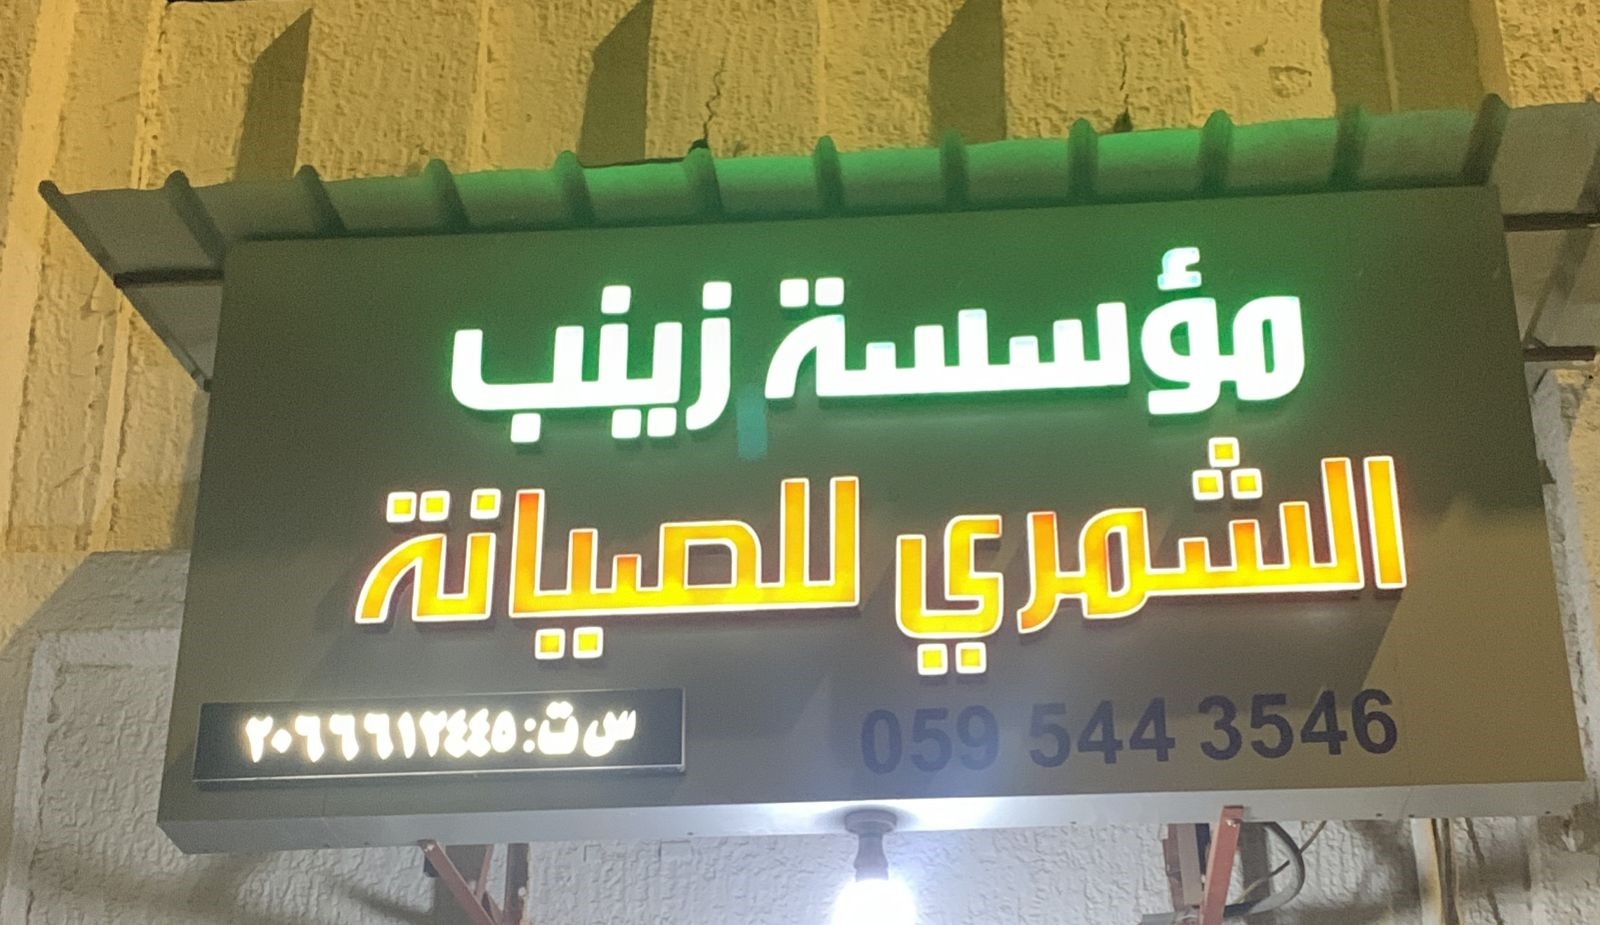 مؤسسة زينب
الشمري للصيانة
س ت: ٢٠٦٦٦١٢٤٤٥
059 544 3546